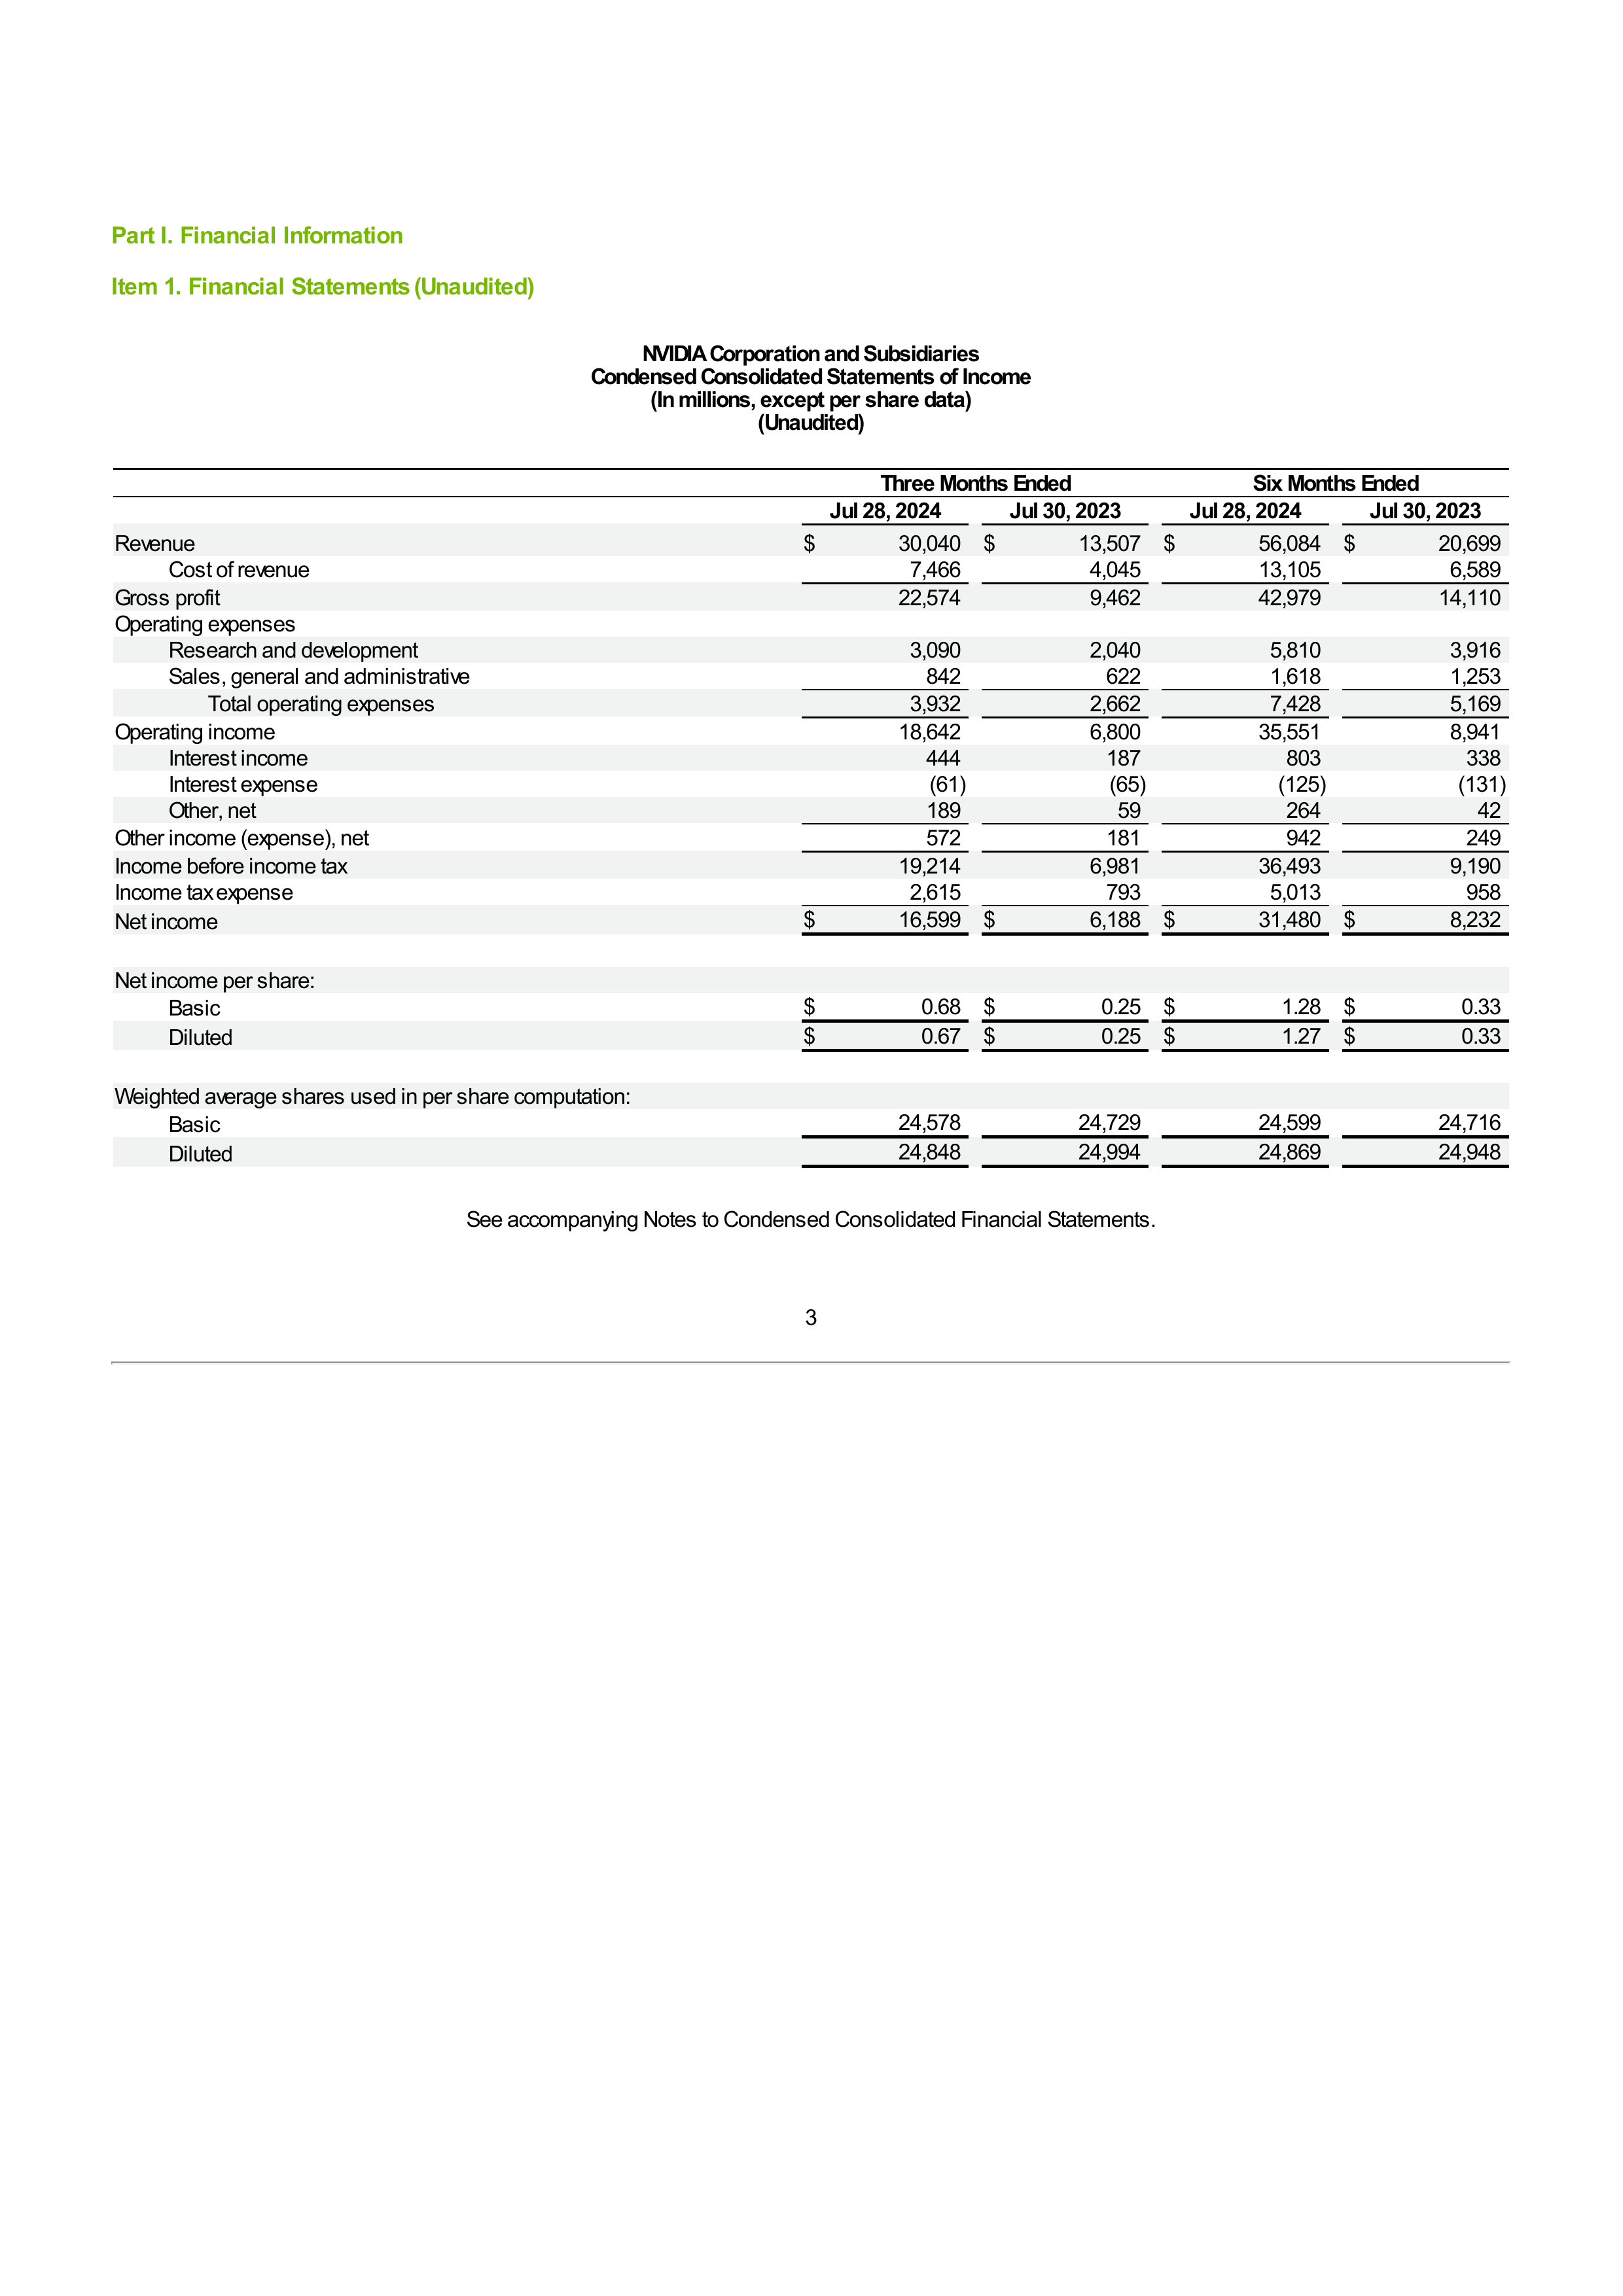 Part I. Financial Information
Item 1. Financial Statements (Unaudited)
NVIDIA Corporation and Subsidiaries
Condensed Consolidated Statements of Income
(In millions, except per share data)
(Unaudited)
Three Months Ended Six Months Ended
Jul 28, 2024 Jul 30, 2023 Jul 28, 2024 Jul 30, 2023
Revenue $ 30,040 $ 13,507 $ 56,084 $ 20,699
Cost of revenue 7,466 4,045 13,105 6,589
Gross profit 22,574 9,462 42,979 14,110
Operating expenses
Research and development 3,090 2,040 5,810 3,916
Sales, general and administrative 842 622 1,618 1,253
Total operating expenses 3,932 2,662 7,428 5,169
Operating income 18,642 6,800 35,551 8,941
Interest income 444 187 803 338
Interest expense (61) (65) (125) (131)
Other, net 189 59 264 42
Other income (expense), net 572 181 942 249
Income before income tax 19,214 6,981 36,493 9,190
Income tax expense 2,615 793 5,013 958
Net income $ 16,599 $ 6,188 $ 31,480 $ 8,232
Net income per share:
Basic $ 0.68 $ 0.25 $ 1.28 $ 0.33
Diluted $ 0.67 $ 0.25 $ 1.27 $ 0.33
Weighted average shares used in per share computation:
Basic 24,578 24,729 24,599 24,716
Diluted 24,848 24,994 24,869 24,948
See accompanying Notes to Condensed Consolidated Financial Statements.
3